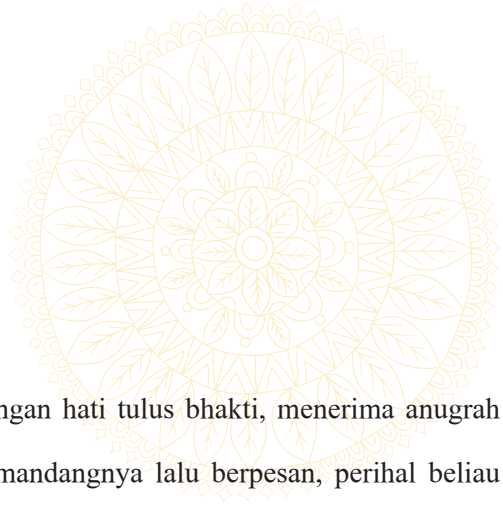 ngan hati tulus bhakti, menerima anugrah
mandangnya lalu berpesan, perihal beliau